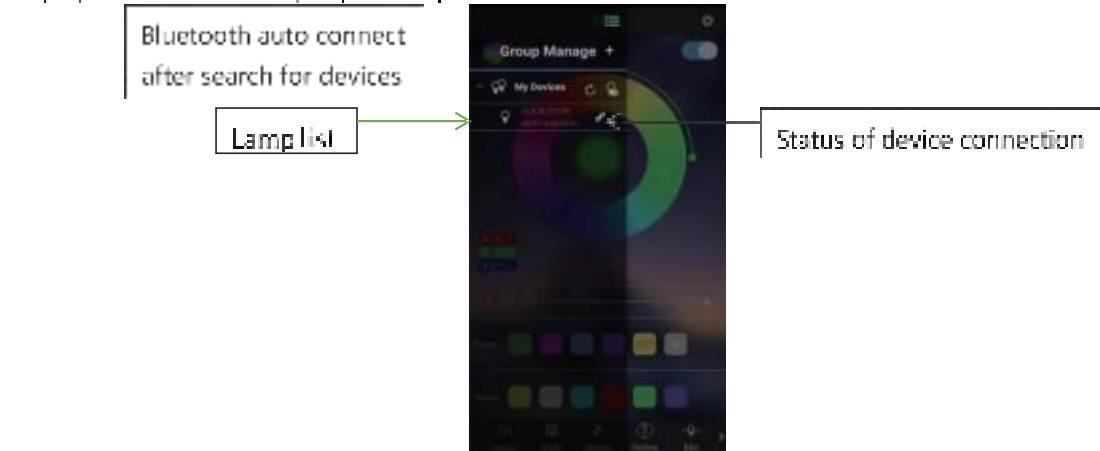 Bluetooth auto connect
after search for devices
Group Manage +
My Devices
Lamp list
Status of device connection